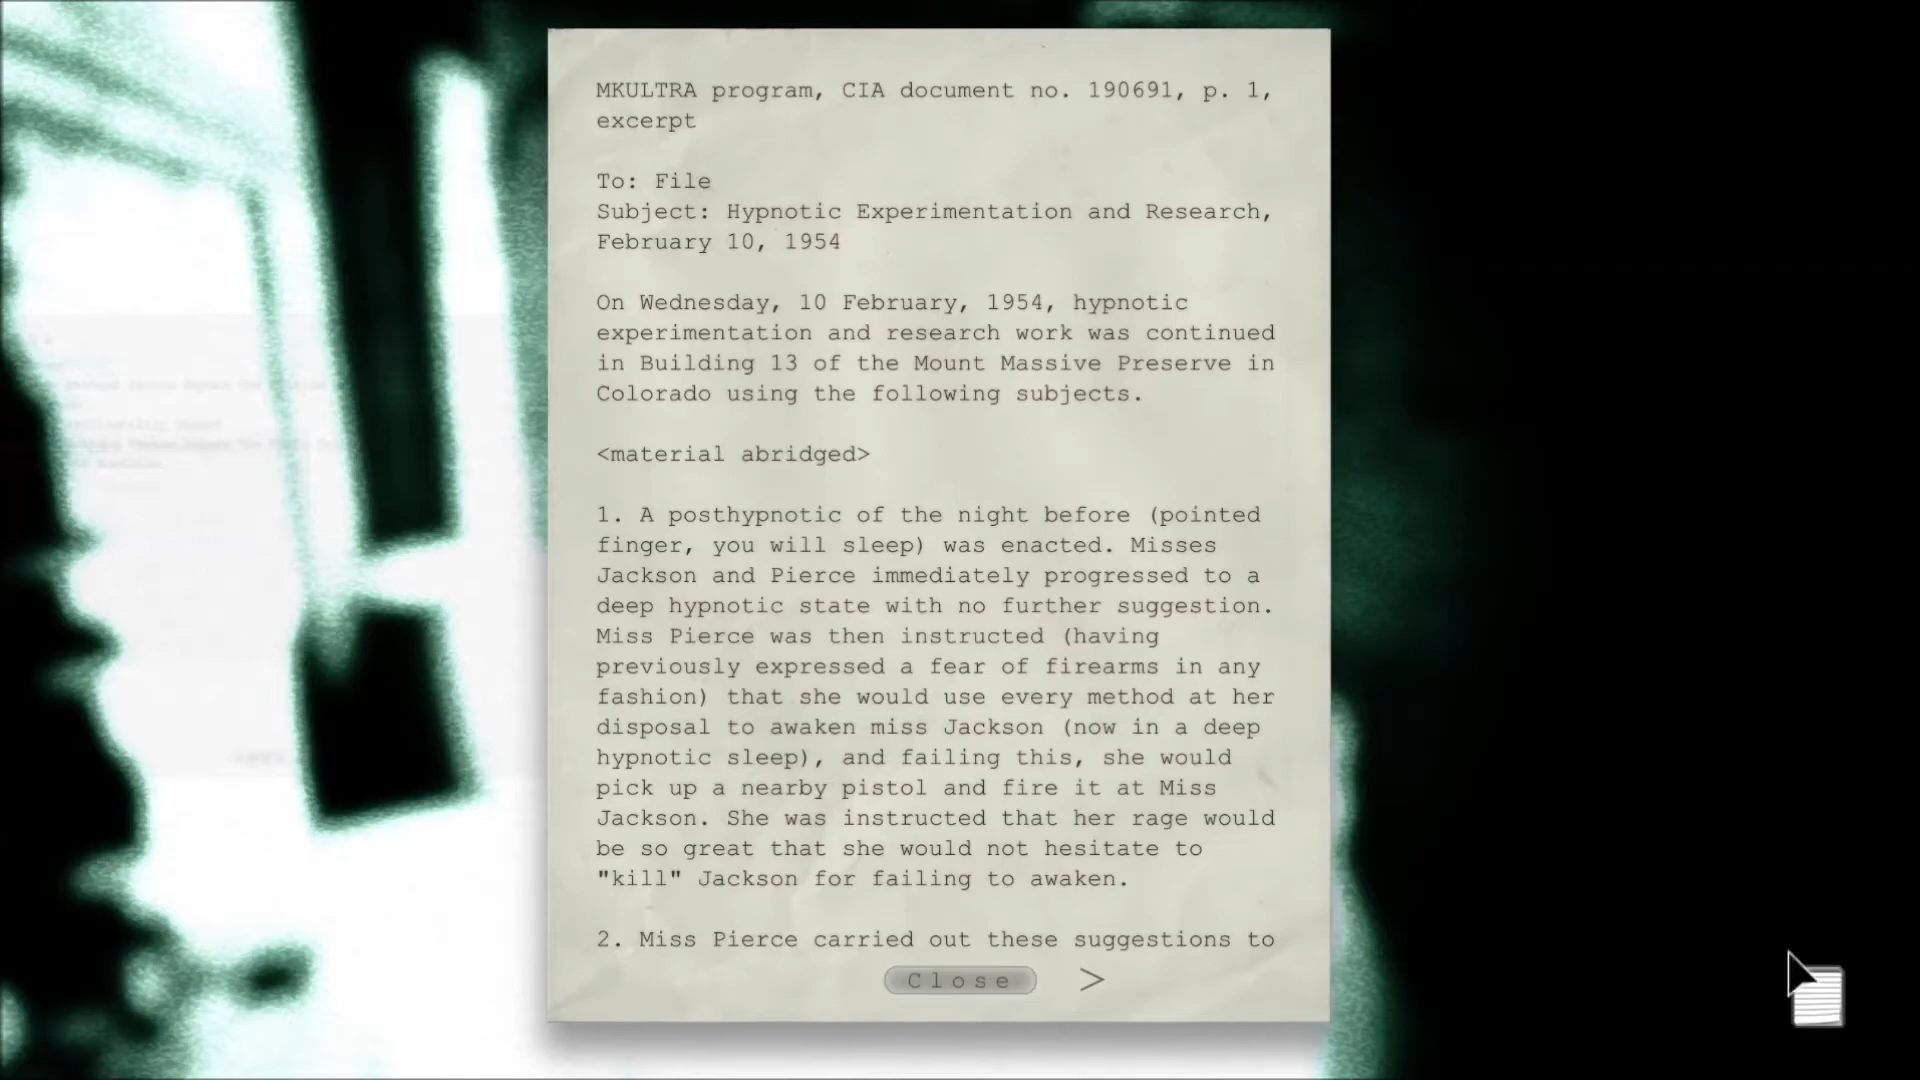 MKULTRA program, CIA document no. 190691, p. 1,
excerpt
To: File
Subject: Hypnotic Experimentation and Research,
February 10, 1954
On Wednesday, 10 February, 1954, hypnotic
experimentation and research work was continued
in Building 13 of the Mount Massive Preserve in
Colorado using the following subjects.
<material abridged>
1. A posthypnotic of the night before (pointed
finger, you will sleep) was enacted. Misses
Jackson and Pierce immediately progressed to a
deep hypnotic state with no further suggestion.
Miss Pierce was then instructed (having
previously expressed a fear of firearms in any
fashion) that she would use every method at her
disposal to awaken miss Jackson (now in a deep
hypnotic sleep), and failing this, she would
pick up a nearby pistol and fire it at Miss
Jackson. She was instructed that her rage would
be so great that she would not hesitate to
"kill" Jackson for failing to awaken.
2. Miss Pierce carried out these suggestions to
Close >